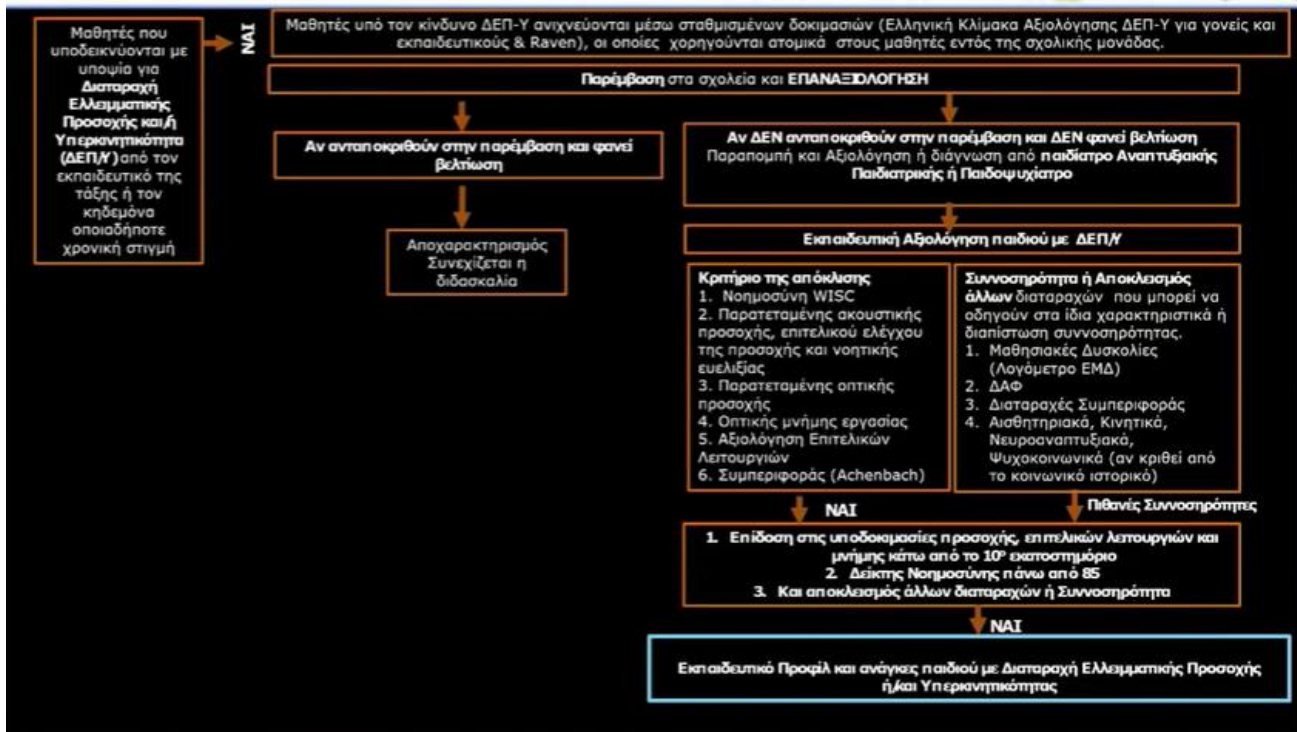 Μαθητές που
υποδεικνύονται με
υποψία για
Διαταραχή
Ελλειμματικής
Προσοχής και/ή
Υπερκινητικότητα
(ΔΕΠ/Υ) από τον
εκπαιδευτικό της
τάξης ή τον
κηδεμόνα
οποιαδήποτε
χρονική στιγμή
ΝΑΙ
Μαθητές υπό τον κίνδυνο ΔΕΠ-Υ ανιχνεύονται μέσω σταθμισμένων δοκιμασιών (Ελληνική Κλίμακα Αξιολόγησης ΔΕΠ-Υ για γονείς και
εκπαιδευτικούς & Raven), οι οποίες χορηγούνται ατομικά στους μαθητές εντός της σχολικής μονάδας.
Παρέμβαση στα σχολεία και ΕΠΑΝΑΞΙΟΛΟΓΗΣΗ
Αν ανταποκριθούν στην παρέμβαση και φανεί
βελτίωση
Αποχαρακτηρισμός
Συνεχίζεται η
διδασκαλία
Αν ΔΕΝ ανταποκριθούν στην παρέμβαση και ΔΕΝ φανεί βελτίωση
Παραπομπή και Αξιολόγηση ή διάγνωση από παιδίατρο Αναπτυξιακής
Παιδιατρικής ή Παιδοψυχίατρο
Εκπαιδευτική Αξιολόγηση παιδιού με ΔΕΠ/Υ
Κριτήριο της απόκλισης
1. Νοημοσύνη WISC
2. Παρατεταμένης ακουστικής
προσοχής, επιτελικού ελέγχου
της προσοχής και νοητικής
ευελιξίας
3. Παρατεταμένης οπτικής
προσοχής
4. Οπτικής μνήμης εργασίας
5. Αξιολόγηση Επιτελικών
Λειτουργιών
6. Συμπεριφοράς (Achenbach)
Συννοσηρότητα ή Αποκλεισμός
άλλων διαταραχών που μπορεί να
οδηγούν στα ίδια χαρακτηριστικά ή
διαπίστωση συννοσηρότητας.
1. Μαθησιακές Δυσκολίες
(Λογόμετρο ΕΜΔ)
2. ΔΑΦ
3. Διαταραχές Συμπεριφοράς
4. Αισθητηριακά, Κινητικά,
Νευροαναπτυξιακά,
Ψυχοκοινωνικά (αν κριθεί από
το κοινωνικό ιστορικό)
ΝΑΙ
Πιθανές Συννοσηρότητες
1. Επίδοση στις υποδοκιμασίες προσοχής, επιτελικών λειτουργιών και
μνήμης κάτω από το 10ο εκατοστημόριο
2. Δείκτης Νοημοσύνης πάνω από 85
3. Και αποκλεισμός άλλων διαταραχών ή Συννοσηρότητα
ΝΑΙ
Εκπαιδευτικό Προφίλ και ανάγκες παιδιού με Διαταραχή Ελλειμματικής Προσοχής
ή/και Υπερκινητικότητας